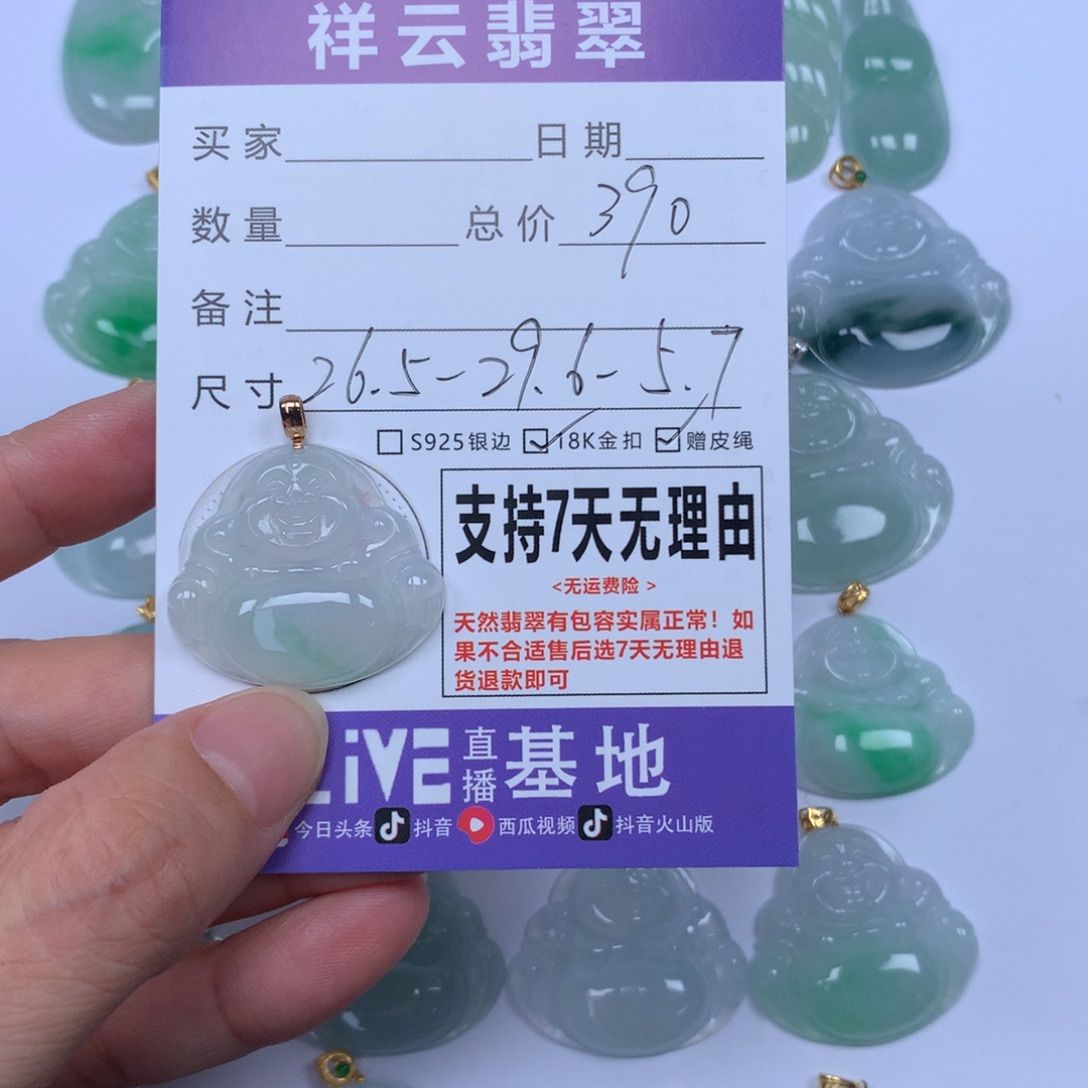 祥云翡翠
买家 日期
数量 总价 390
备注
尺寸 26.5-29.6-5.7
S925银边 18K金扣 赠皮绳
支持7天无理由
<无运费险>
天然翡翠有包容实属正常！如
果不合适售后选7天无理由退
货退款即可
LiVE直播基地
今日头条 抖音 西瓜视频 抖音火山版